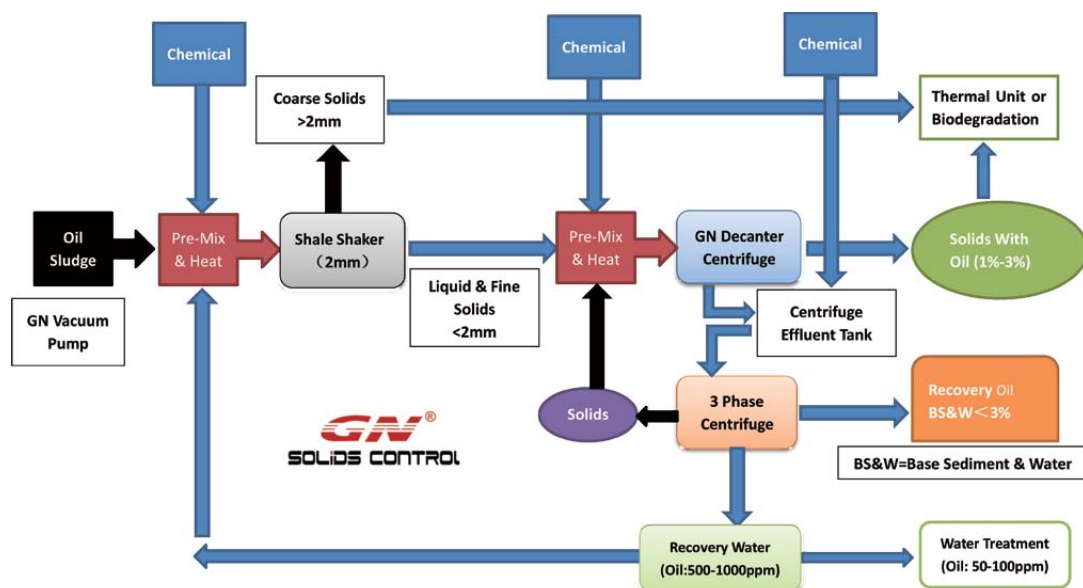 Chemical
Chemical
Chemical
Coarse Solids
>2mm
Thermal Unit or
Biodegradation
Oil
Sludge
Pre-Mix
& Heat
Shale Shaker
（2mm）
Pre-Mix
& Heat
GN Decanter
Centrifuge
Solids With
Oil (1%-3%)
GN Vacuum
Pump
Liquid & Fine
Solids
<2mm
Centrifuge
Effluent Tank
Solids
3 Phase
Centrifuge
Recovery Oil
BS&W＜3%
GN®
SOLIDS CONTROL
BS&W=Base Sediment & Water
Recovery Water
(Oil:500-1000ppm)
Water Treatment
(Oil: 50-100ppm)